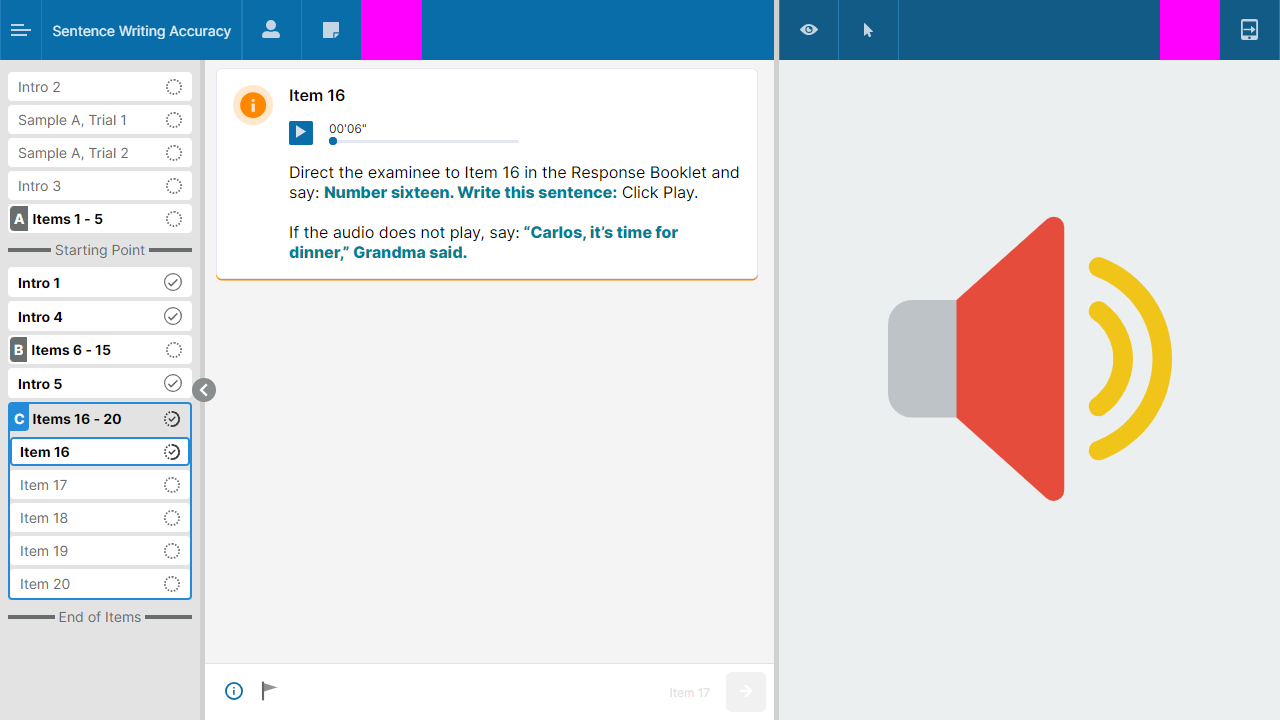 Sentence Writing Accuracy
Intro 2
Sample A, Trial 1
Sample A, Trial 2
Intro 3
A Items 1 - 5
Starting Point
Intro 1
Intro 4
B Items 6 - 15
Intro 5
C Items 16 - 20
Item 16
Item 17
Item 18
Item 19
Item 20
End of Items
Item 16
00'06"
Direct the examinee to Item 16 in the Response Booklet and
say: Number sixteen. Write this sentence: Click Play.
If the audio does not play, say: “Carlos, it’s time for
dinner,” Grandma said.
Item 17